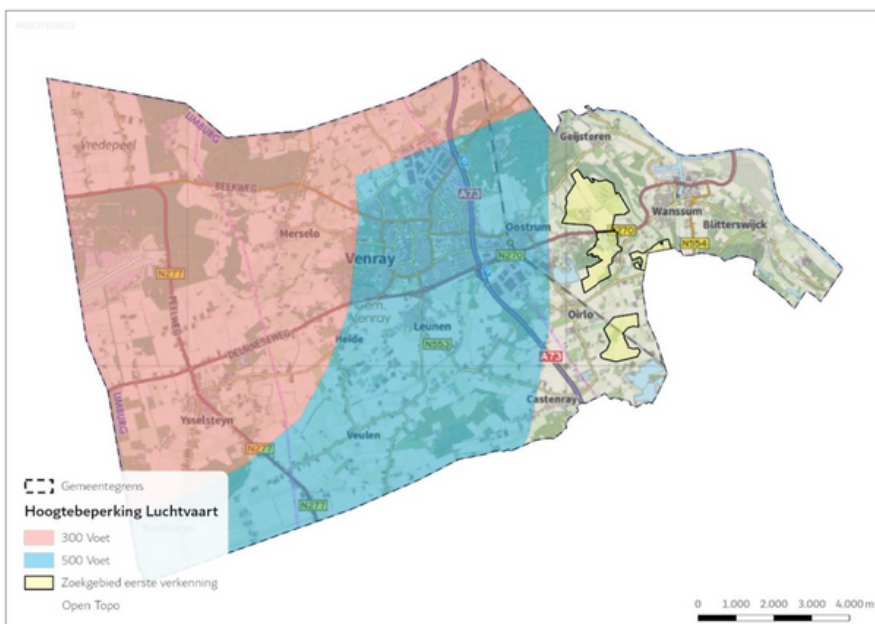 Geijsteren
Vredepeel
LIMBURG
BEEKWEG
A73
Wanssum
Blitterswijck
Merselo
Oostrum
N270
N554
Venray
N270
N277
PEELWEG
Gem.
Venray
Oirlo
Leunen
Heide
N553
DEURNESEWEG
A73
LIMBURG
Castenray
Ysselsteyn
Veulen
N277
N277
Gemeentegrens
Hoogtebeperking Luchtvaart
300 Voet
500 Voet
Zoekgebied eerste verkenning
Open Topo
0 1.000 2.000 3.000 4.000 m